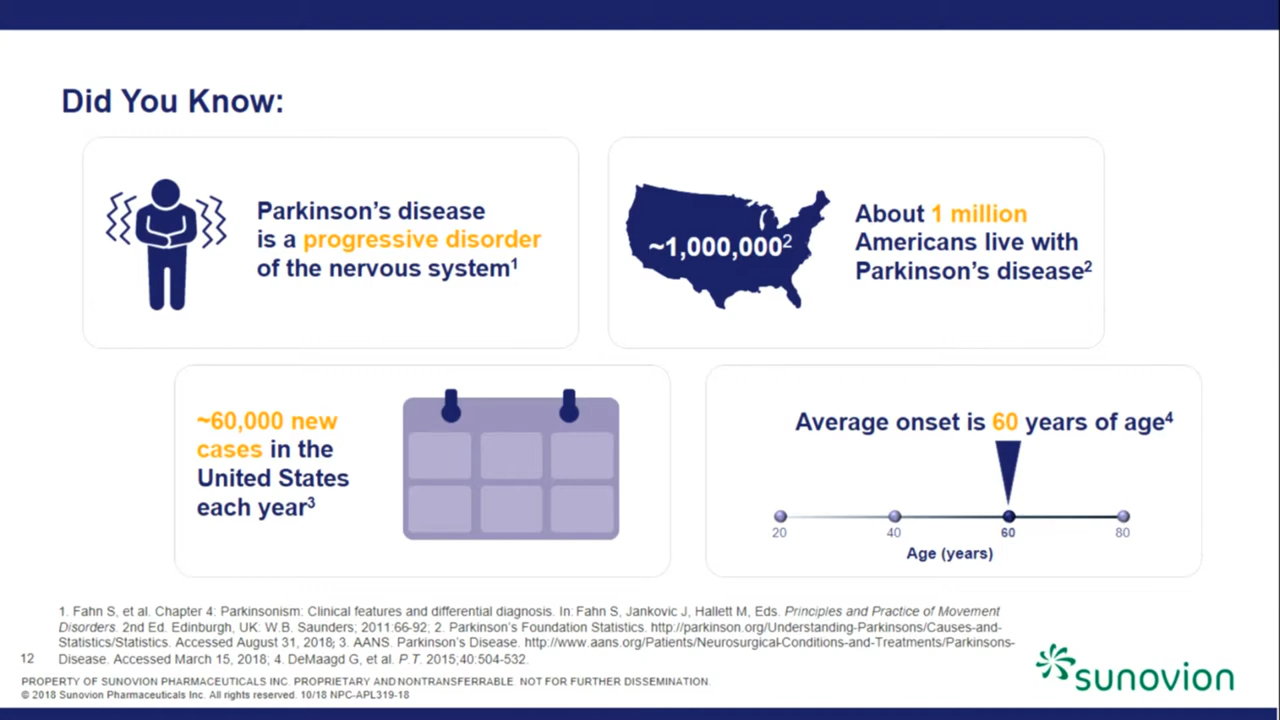 Did You Know:
Parkinson’s disease
is a progressive disorder
of the nervous system¹
~1,000,000²
About 1 million
Americans live with
Parkinson’s disease²
~60,000 new
cases in the
United States
each year³
Average onset is 60 years of age⁴
20 40 60 80
Age (years)
1. Fahn S, et al. Chapter 4: Parkinsonism: Clinical features and differential diagnosis. In: Fahn S, Jankovic J, Hallett M, Eds. Principles and Practice of Movement
Disorders. 2nd Ed. Edinburgh, UK: W.B. Saunders; 2011:66-92; 2. Parkinson’s Foundation Statistics. http://parkinson.org/Understanding-Parkinsons/Causes-and-
Statistics/Statistics. Accessed August 31, 2018; 3. AANS. Parkinson’s Disease. http://www.aans.org/Patients/Neurosurgical-Conditions-and-Treatments/Parkinsons-
Disease. Accessed March 15, 2018; 4. DeMaagd G, et al. P.T. 2015;40:504-532.
12
PROPERTY OF SUNOVION PHARMACEUTICALS INC. PROPRIETARY AND NONTRANSFERRABLE. NOT FOR FURTHER DISSEMINATION.
© 2018 Sunovion Pharmaceuticals Inc. All rights reserved. 10/18 NPC-APL319-18
sunovion